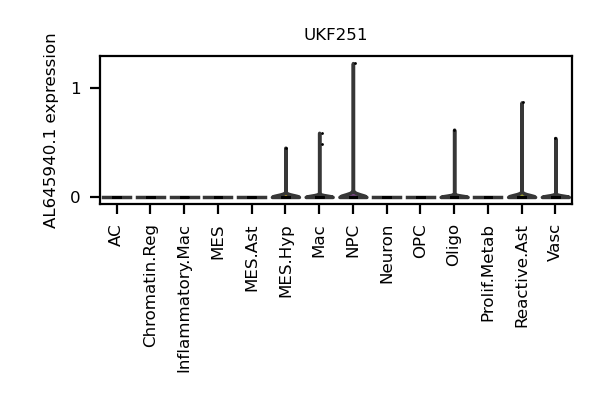 UKF251
AL645940.1 expression
1
0
AC
Chromatin.Reg
Inflammatory.Mac
MES
MES.Ast
MES.Hyp
Mac
NPC
Neuron
OPC
Oligo
Prolif.Metab
Reactive.Ast
Vasc